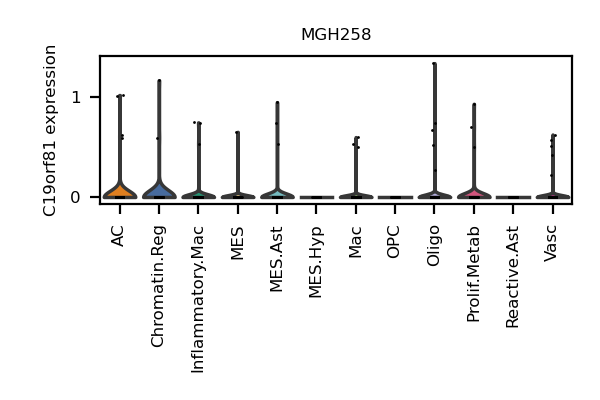 MGH258
C19orf81 expression
1
0
AC
Chromatin.Reg
Inflammatory.Mac
MES
MES.Ast
MES.Hyp
Mac
OPC
Oligo
Prolif.Metab
Reactive.Ast
Vasc